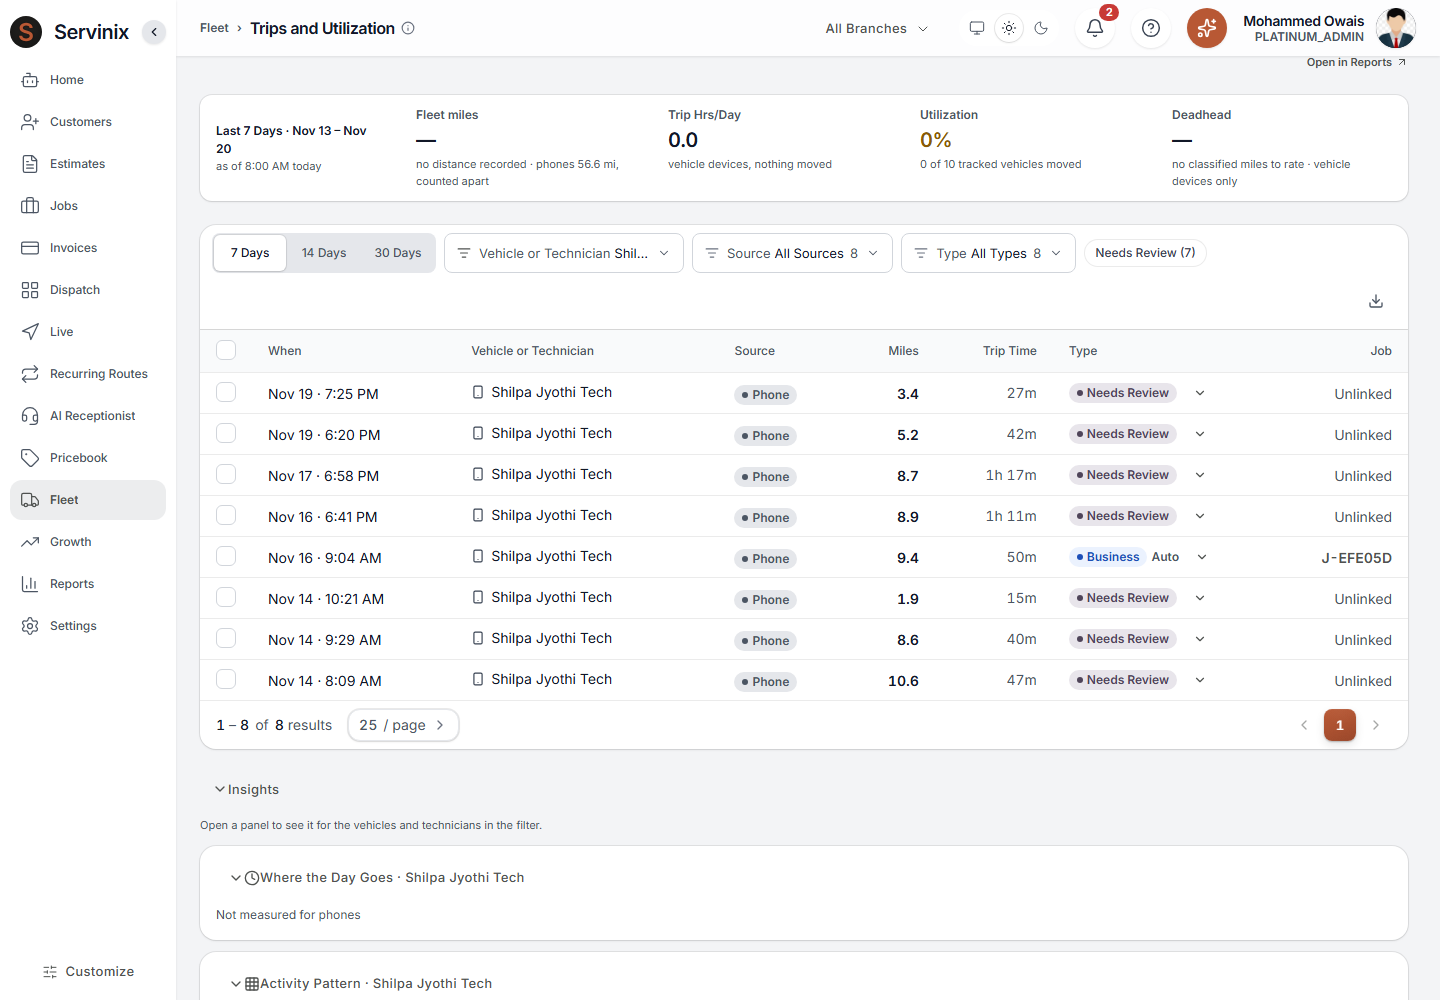 S Servinix
Home
Customers
Estimates
Jobs
Invoices
Dispatch
Live
Recurring Routes
AI Receptionist
Pricebook
Fleet
Growth
Reports
Settings
Customize
Fleet › Trips and Utilization
All Branches
2
Mohammed Owais
PLATINUM_ADMIN
Open in Reports
Last 7 Days · Nov 13 – Nov
20
as of 8:00 AM today
Fleet miles
—
no distance recorded · phones 56.6 mi,
counted apart
Trip Hrs/Day
0.0
vehicle devices, nothing moved
Utilization
0%
0 of 10 tracked vehicles moved
Deadhead
—
no classified miles to rate · vehicle
devices only
7 Days 14 Days 30 Days Vehicle or Technician Shil... Source All Sources 8 Type All Types 8 Needs Review (7)
When Vehicle or Technician Source Miles Trip Time Type Job
Nov 19 · 7:25 PM Shilpa Jyothi Tech Phone 3.4 27m Needs Review Unlinked
Nov 19 · 6:20 PM Shilpa Jyothi Tech Phone 5.2 42m Needs Review Unlinked
Nov 17 · 6:58 PM Shilpa Jyothi Tech Phone 8.7 1h 17m Needs Review Unlinked
Nov 16 · 6:41 PM Shilpa Jyothi Tech Phone 8.9 1h 11m Needs Review Unlinked
Nov 16 · 9:04 AM Shilpa Jyothi Tech Phone 9.4 50m Business Auto J-EFE05D
Nov 14 · 10:21 AM Shilpa Jyothi Tech Phone 1.9 15m Needs Review Unlinked
Nov 14 · 9:29 AM Shilpa Jyothi Tech Phone 8.6 40m Needs Review Unlinked
Nov 14 · 8:09 AM Shilpa Jyothi Tech Phone 10.6 47m Needs Review Unlinked
1 – 8 of 8 results 25 / page 1
Insights
Open a panel to see it for the vehicles and technicians in the filter.
Where the Day Goes · Shilpa Jyothi Tech
Not measured for phones
Activity Pattern · Shilpa Jyothi Tech